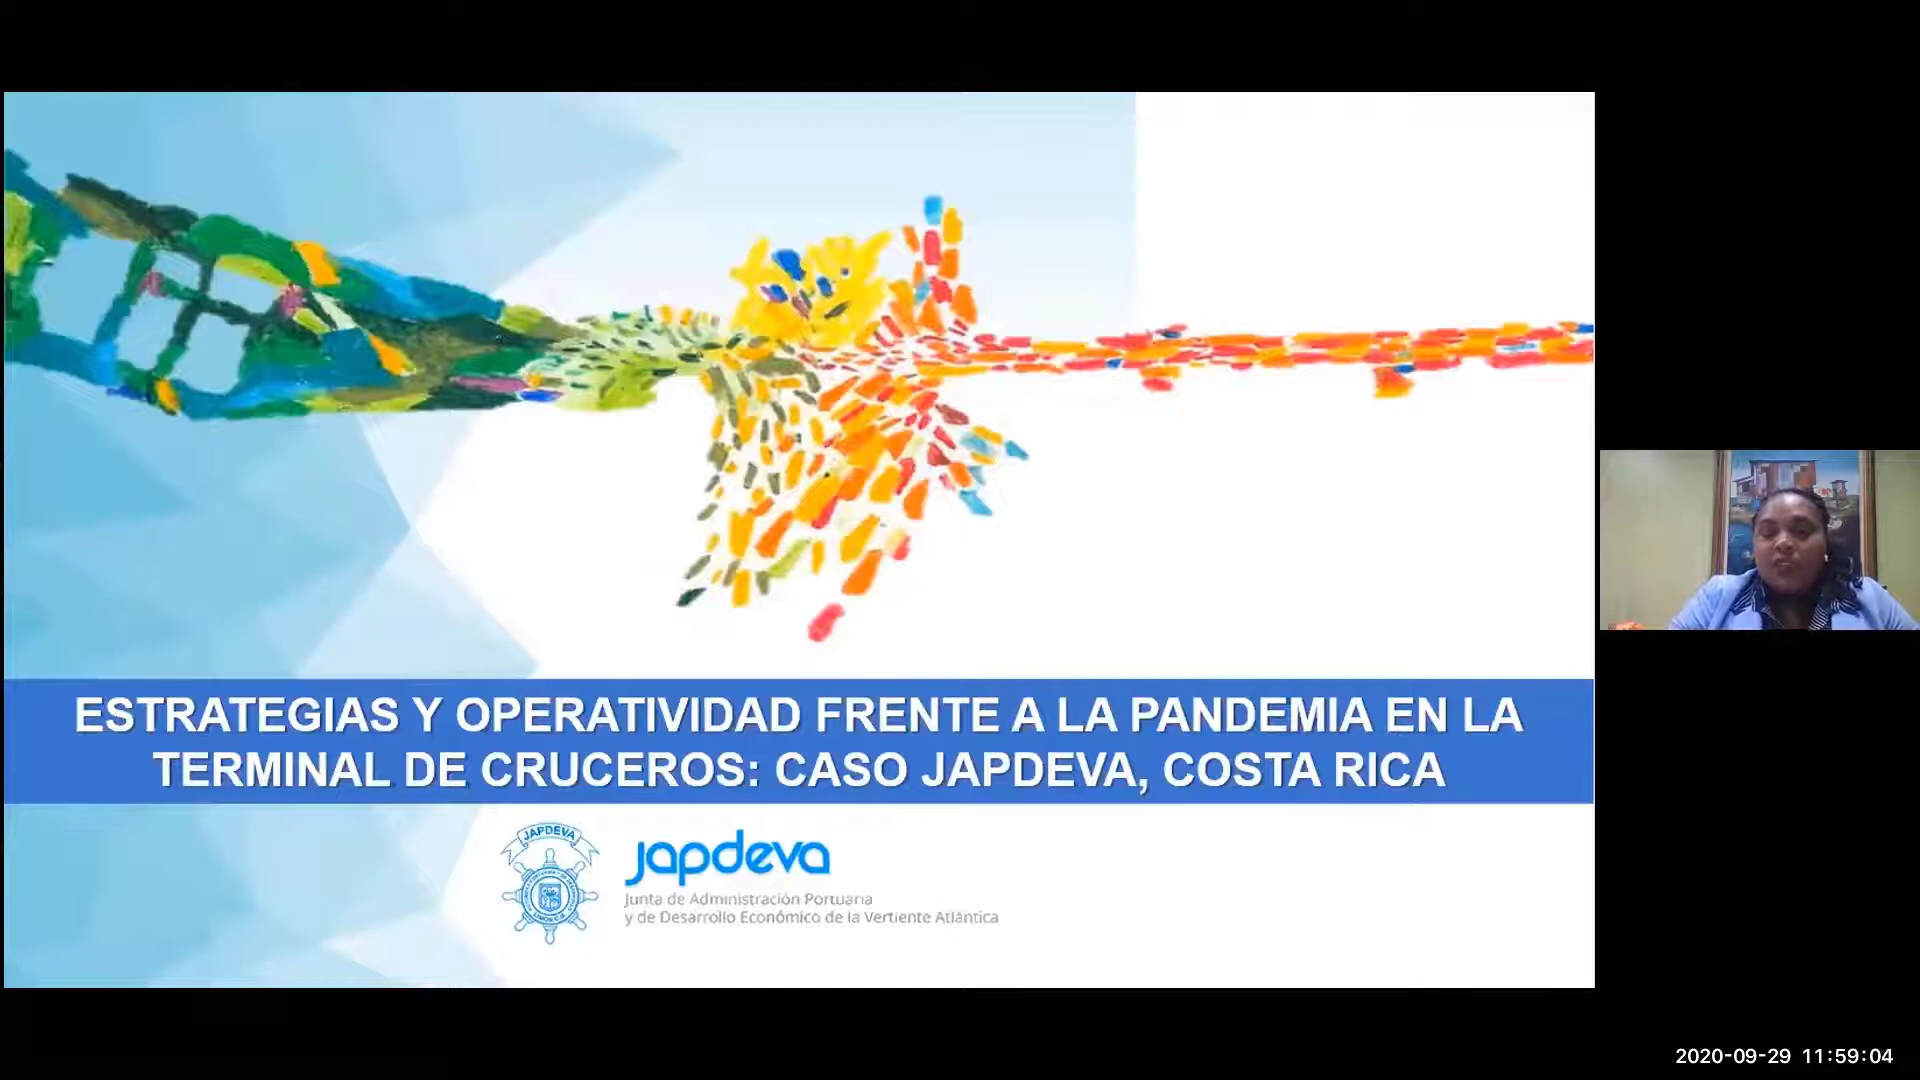 ESTRATEGIAS Y OPERATIVIDAD FRENTE A LA PANDEMIA EN LA
TERMINAL DE CRUCEROS: CASO JAPDEVA, COSTA RICA
JAPDEVA
japdeva
Junta de Administración Portuaria
y de Desarrollo Económico de la Vertiente Atlántica
2020-09-29 11:59:04